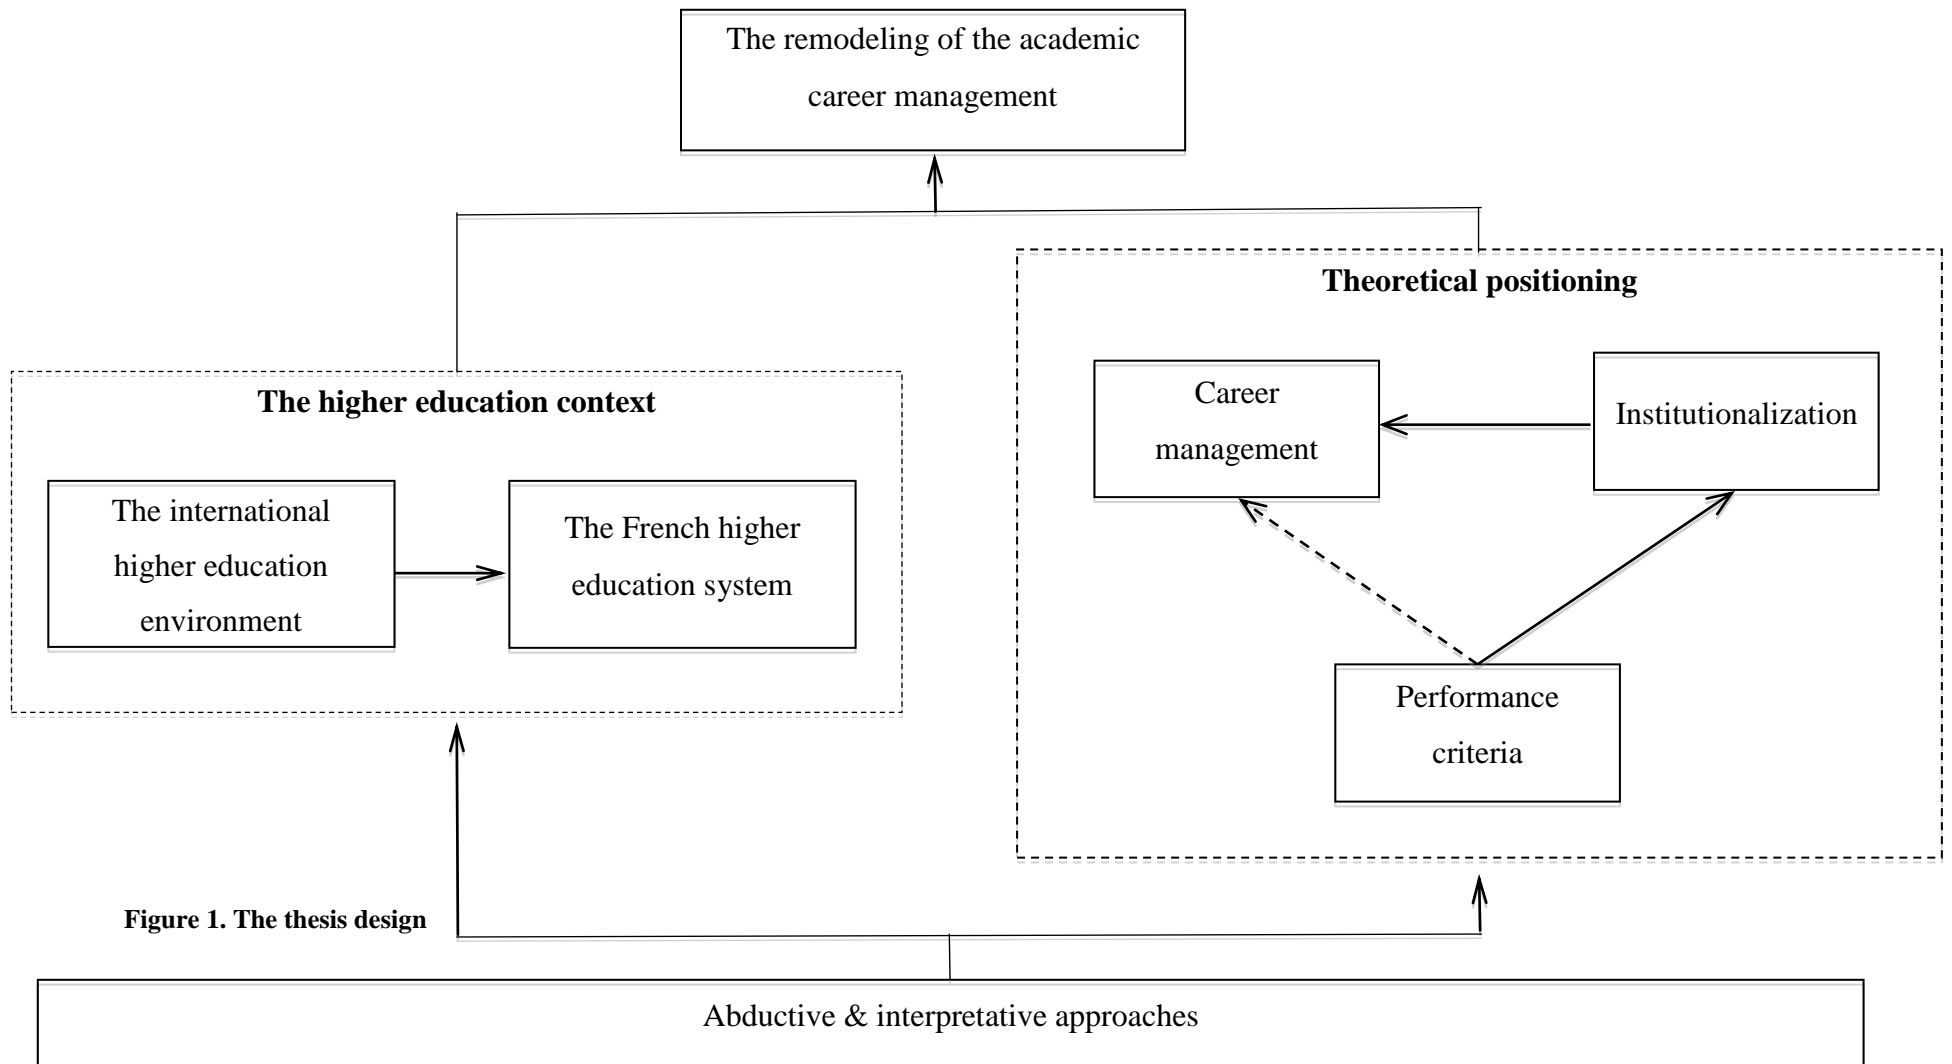 The remodeling of the academic
career management
Theoretical positioning
Career
management
Institutionalization
The higher education context
The international
higher education
environment
The French higher
education system
Performance
criteria
Figure 1. The thesis design
Abductive & interpretative approaches